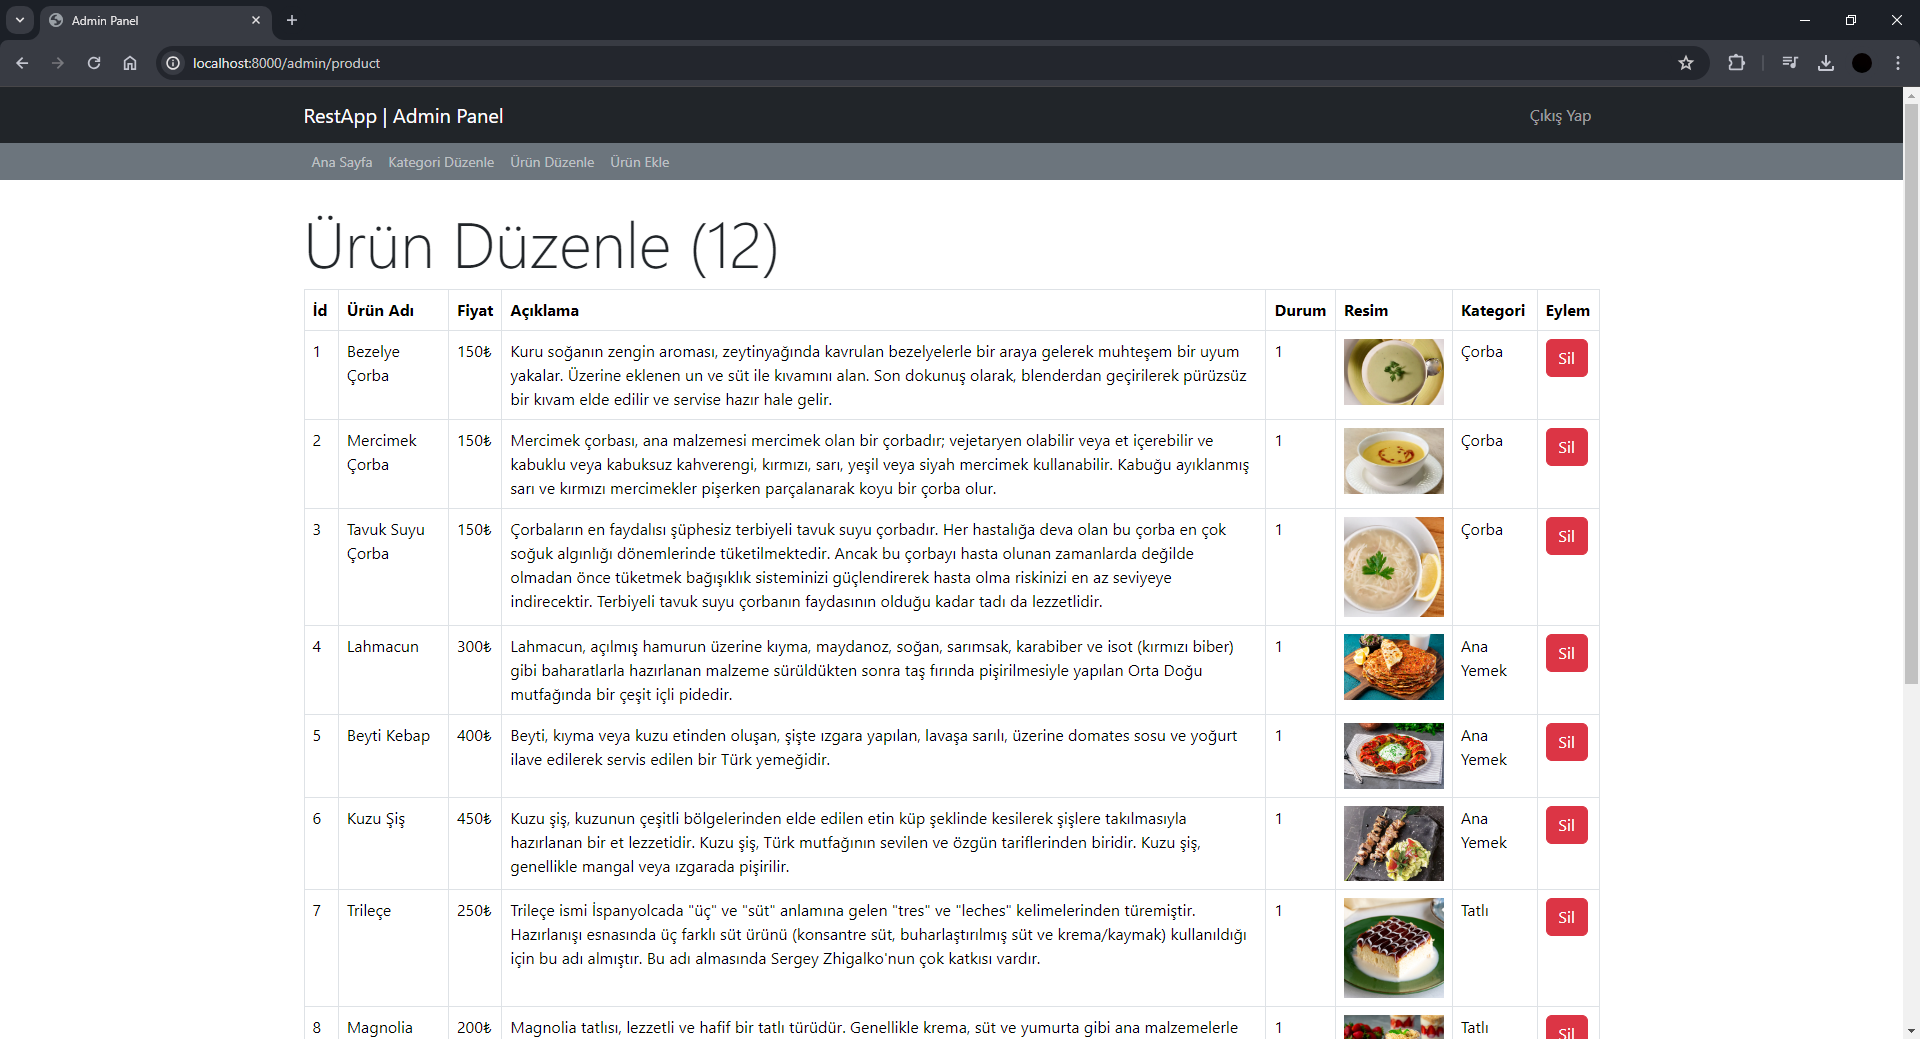 Admin Panel
localhost:8000/admin/product
RestApp | Admin Panel
Çıkış Yap
Ana Sayfa Kategori Düzenle Ürün Düzenle Ürün Ekle
Ürün Düzenle (12)
İd Ürün Adı Fiyat Açıklama Durum Resim Kategori Eylem
1 Bezelye 150₺ Kuru soğanın zengin aroması, zeytinyağında kavrulan bezelyelerle bir araya gelerek muhteşem bir uyum 1 Çorba Sil
Çorba yakalar. Üzerine eklenen un ve süt ile kıvamını alan. Son dokunuş olarak, blenderdan geçirilerek pürüzsüz
bir kıvam elde edilir ve servise hazır hale gelir.
2 Mercimek 150₺ Mercimek çorbası, ana malzemesi mercimek olan bir çorbadır; vejetaryen olabilir veya et içerebilir ve 1 Çorba Sil
Çorba kabuklu veya kabuksuz kahverengi, kırmızı, sarı, yeşil veya siyah mercimek kullanabilir. Kabuğu ayıklanmış
sarı ve kırmızı mercimekler pişerken parçalanarak koyu bir çorba olur.
3 Tavuk Suyu 150₺ Çorbaların en faydalısı şüphesiz terbiyeli tavuk suyu çorbadır. Her hastalığa deva olan bu çorba en çok 1 Çorba Sil
Çorba soğuk algınlığı dönemlerinde tüketilmektedir. Ancak bu çorbayı hasta olunan zamanlarda değilde
olmadan önce tüketmek bağışıklık sisteminizi güçlendirerek hasta olma riskinizi en az seviyeye
indirecektir. Terbiyeli tavuk suyu çorbanın faydasının olduğu kadar tadı da lezzetlidir.
4 Lahmacun 300₺ Lahmacun, açılmış hamurun üzerine kıyma, maydanoz, soğan, sarımsak, karabiber ve isot (kırmızı biber) 1 Ana Sil
gibi baharatlarla hazırlanan malzeme sürüldükten sonra taş fırında pişirilmesiyle yapılan Orta Doğu Yemek
mutfağında bir çeşit içli pidedir.
5 Beyti Kebap 400₺ Beyti, kıyma veya kuzu etinden oluşan, şişte ızgara yapılan, lavaşa sarılı, üzerine domates sosu ve yoğurt 1 Ana Sil
ilave edilerek servis edilen bir Türk yemeğidir. Yemek
6 Kuzu Şiş 450₺ Kuzu şiş, kuzunun çeşitli bölgelerinden elde edilen etin küp şeklinde kesilerek şişlere takılmasıyla 1 Ana Sil
hazırlanan bir et lezzetidir. Kuzu şiş, Türk mutfağının sevilen ve özgün tariflerinden biridir. Kuzu şiş, Yemek
genellikle mangal veya ızgarada pişirilir.
7 Trileçe 250₺ Trileçe ismi İspanyolcada "üç" ve "süt" anlamına gelen "tres" ve "leches" kelimelerinden türemiştir. 1 Tatlı Sil
Hazırlanışı esnasında üç farklı süt ürünü (konsantre süt, buharlaştırılmış süt ve krema/kaymak) kullanıldığı
için bu adı almıştır. Bu adı almasında Sergey Zhigalko'nun çok katkısı vardır.
8 Magnolia 200₺ Magnolia tatlısı, lezzetli ve hafif bir tatlı türüdür. Genellikle krema, süt ve yumurta gibi ana malzemelerle 1 Tatlı Sil